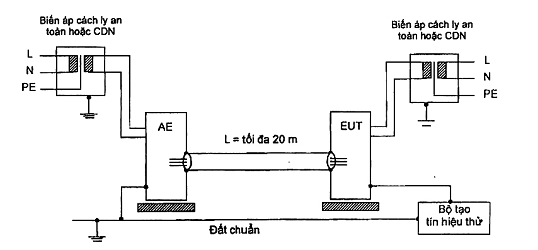 Biến áp cách ly an
toàn hoặc CDN
Biến áp cách ly an
toàn hoặc CDN
L
N
PE
L
N
PE
AE
L = tối đa 20 m
EUT
Đất chuẩn
Bộ tạo
tín hiệu thử